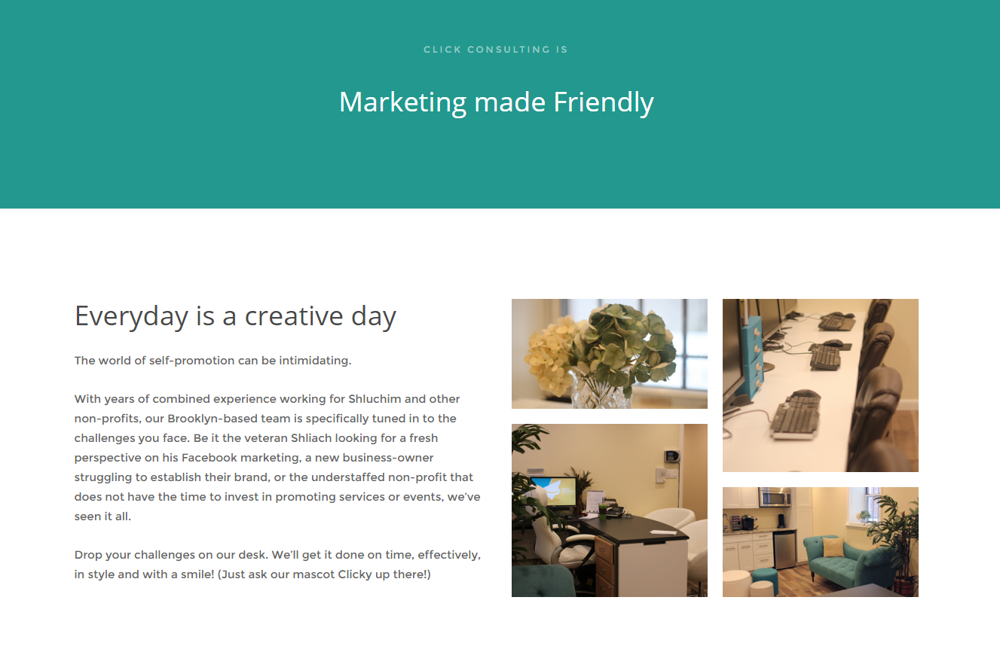 CLICK CONSULTING IS
Marketing made Friendly
Everyday is a creative day
The world of self-promotion can be intimidating.
With years of combined experience working for Shluchim and other
non-profits, our Brooklyn-based team is specifically tuned in to the
challenges you face. Be it the veteran Shliach looking for a fresh
perspective on his Facebook marketing, a new business-owner
struggling to establish their brand, or the understaffed non-profit that
does not have the time to invest in promoting services or events, we’ve
seen it all.
Drop your challenges on our desk. We’ll get it done on time, effectively,
in style and with a smile! (Just ask our mascot Clicky up there!)